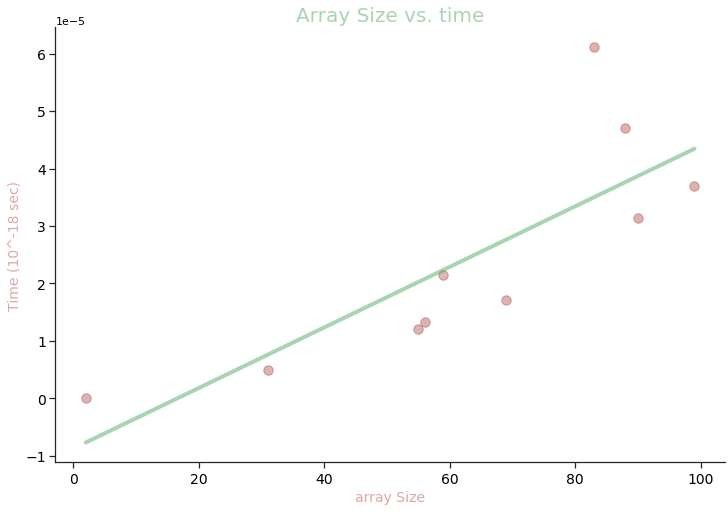 Array Size vs. time
1e−5
6
5
4
3
2
1
0
−1
Time (10^-18 sec)
0 20 40 60 80 100
array Size